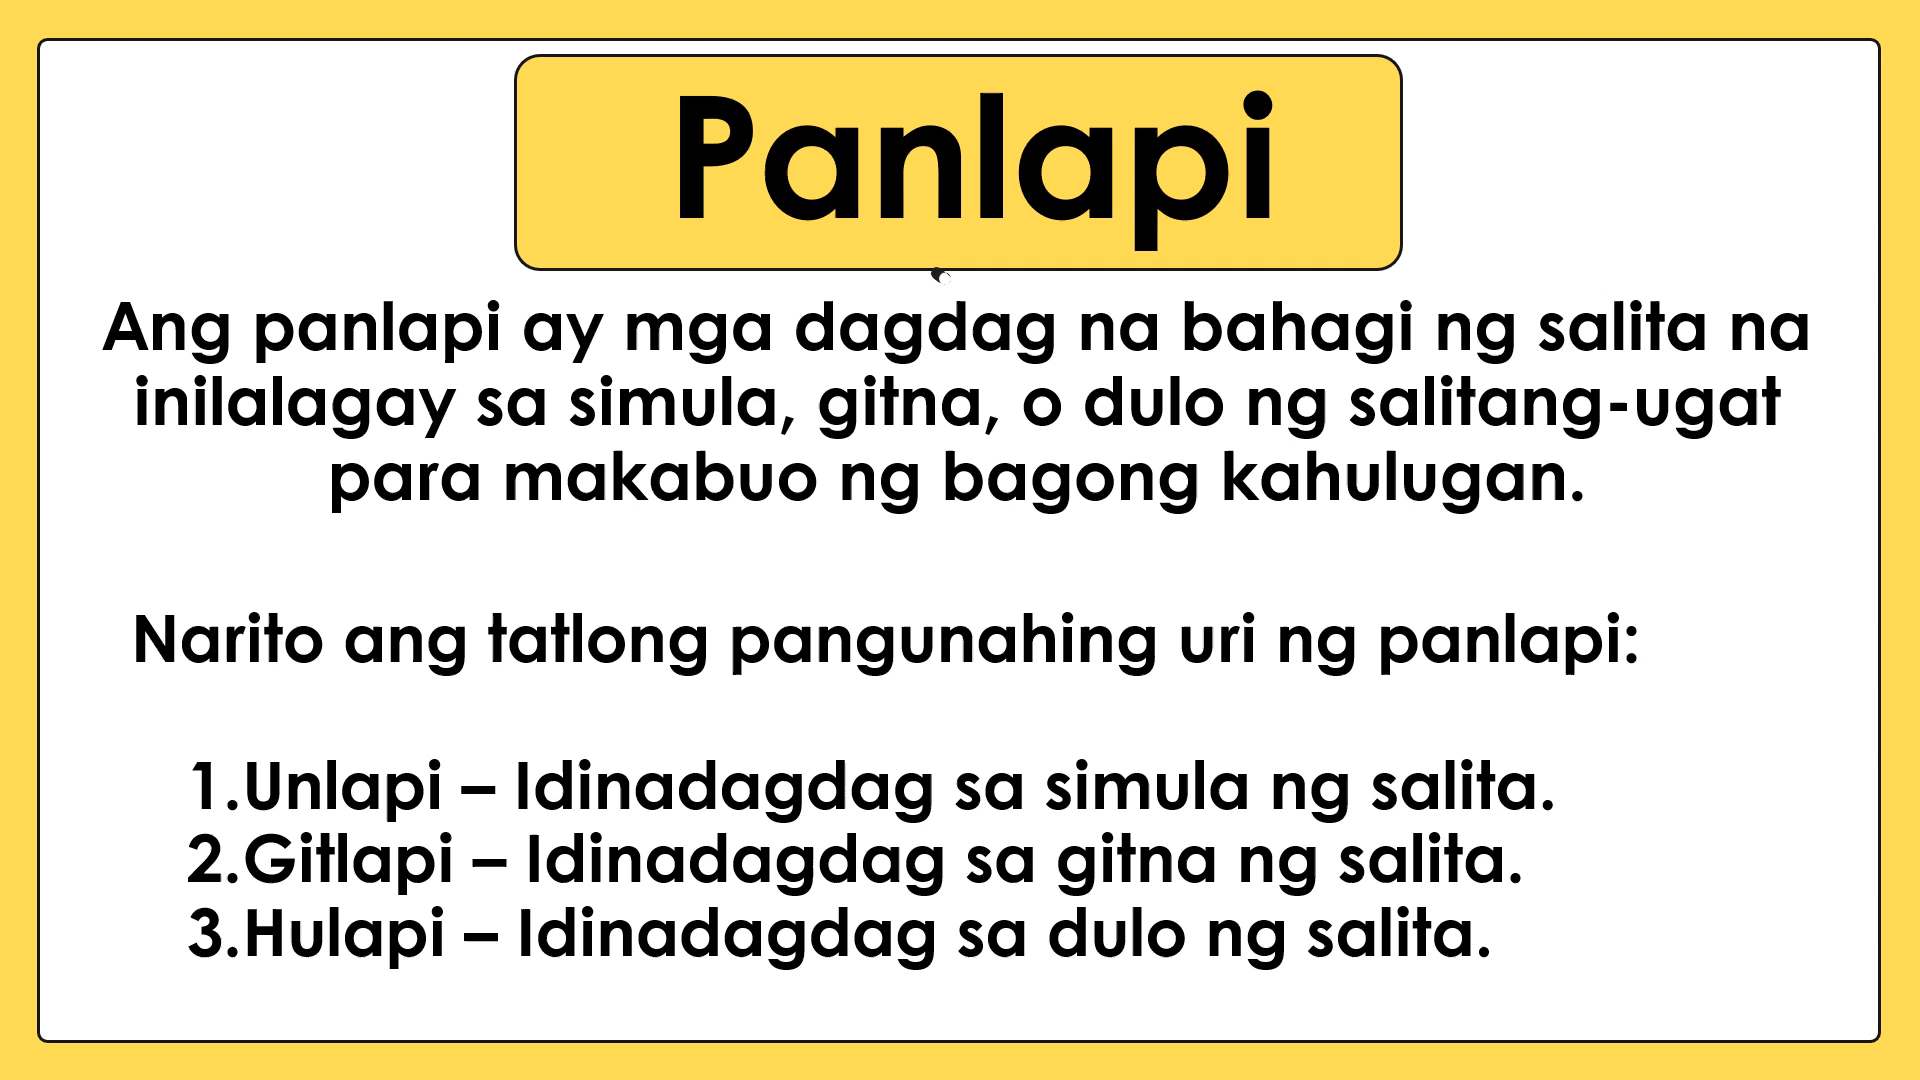 Panlapi
Ang panlapi ay mga dagdag na bahagi ng salita na
inilalagay sa simula, gitna, o dulo ng salitang-ugat
para makabuo ng bagong kahulugan.
Narito ang tatlong pangunahing uri ng panlapi:
1.Unlapi – Idinadagdag sa simula ng salita.
2.Gitlapi – Idinadagdag sa gitna ng salita.
3.Hulapi – Idinadagdag sa dulo ng salita.